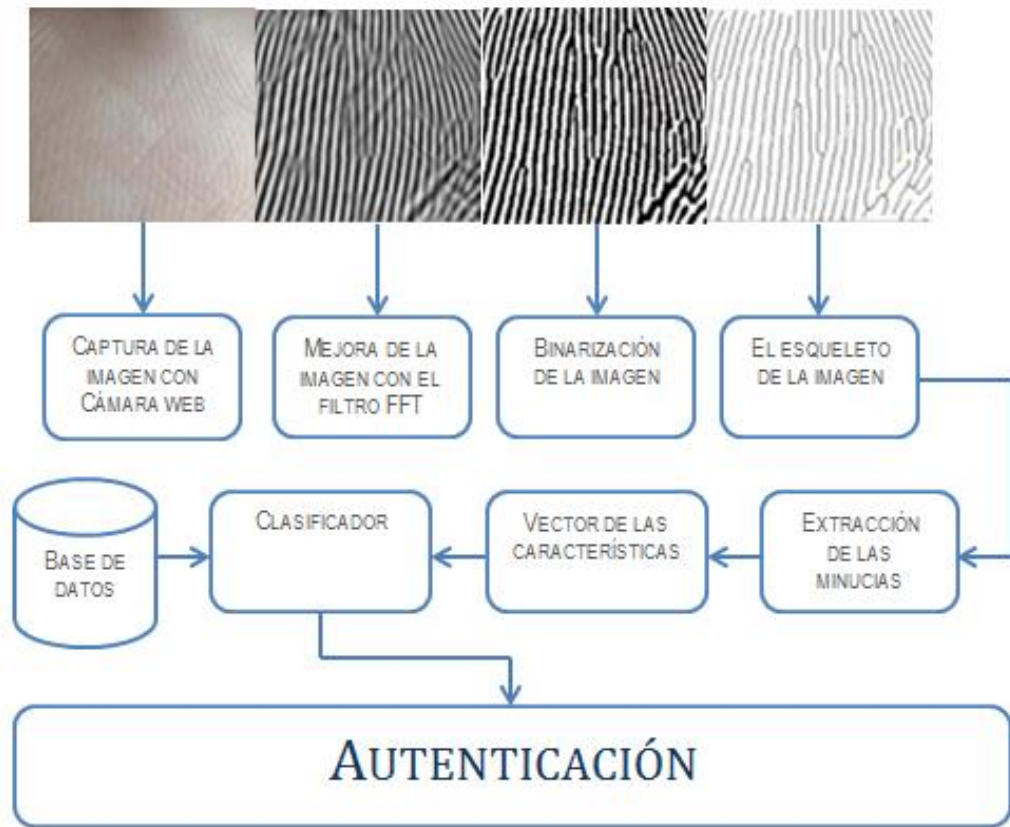 CAPTURA DE LA
IMAGEN CON
CÁMARA WEB
MEJORA DE LA
IMAGEN CON EL
FILTRO FFT
BINARIZACIÓN
DE LA IMAGEN
EL ESQUELETO
DE LA IMAGEN
BASE DE
DATOS
CLASIFICADOR
VECTOR DE LAS
CARACTERÍSTICAS
EXTRACCIÓN
DE LAS
MINUCIAS
AUTENTICACIÓN